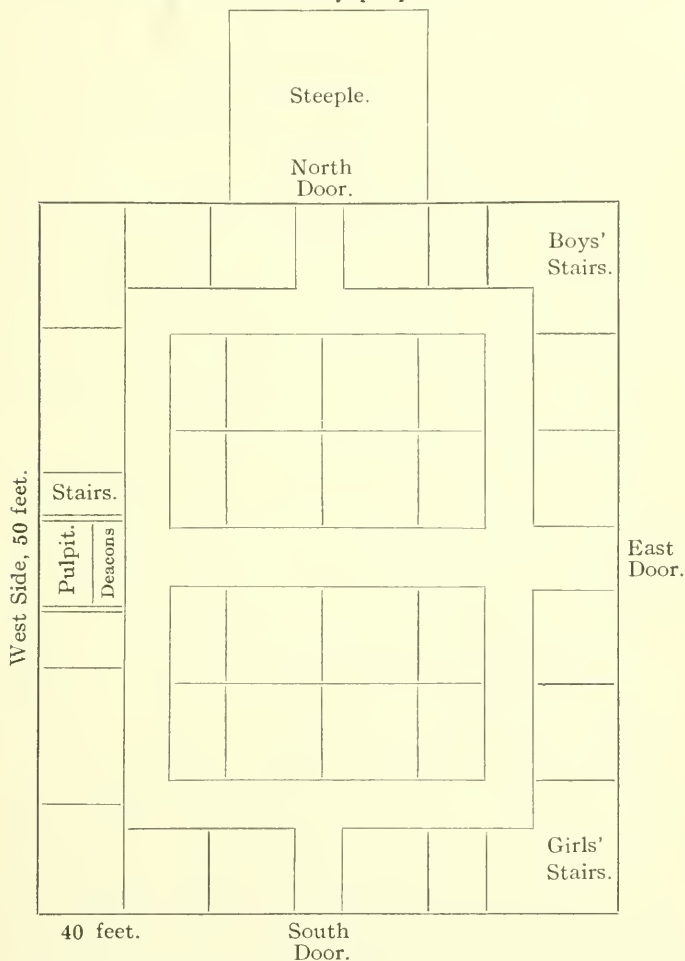 Steeple.
North
Door.
Boys'
Stairs.
Stairs.
Pulpit.
Deacons
West Side, 50 feet.
East
Door.
Girls'
Stairs.
40 feet.
South
Door.